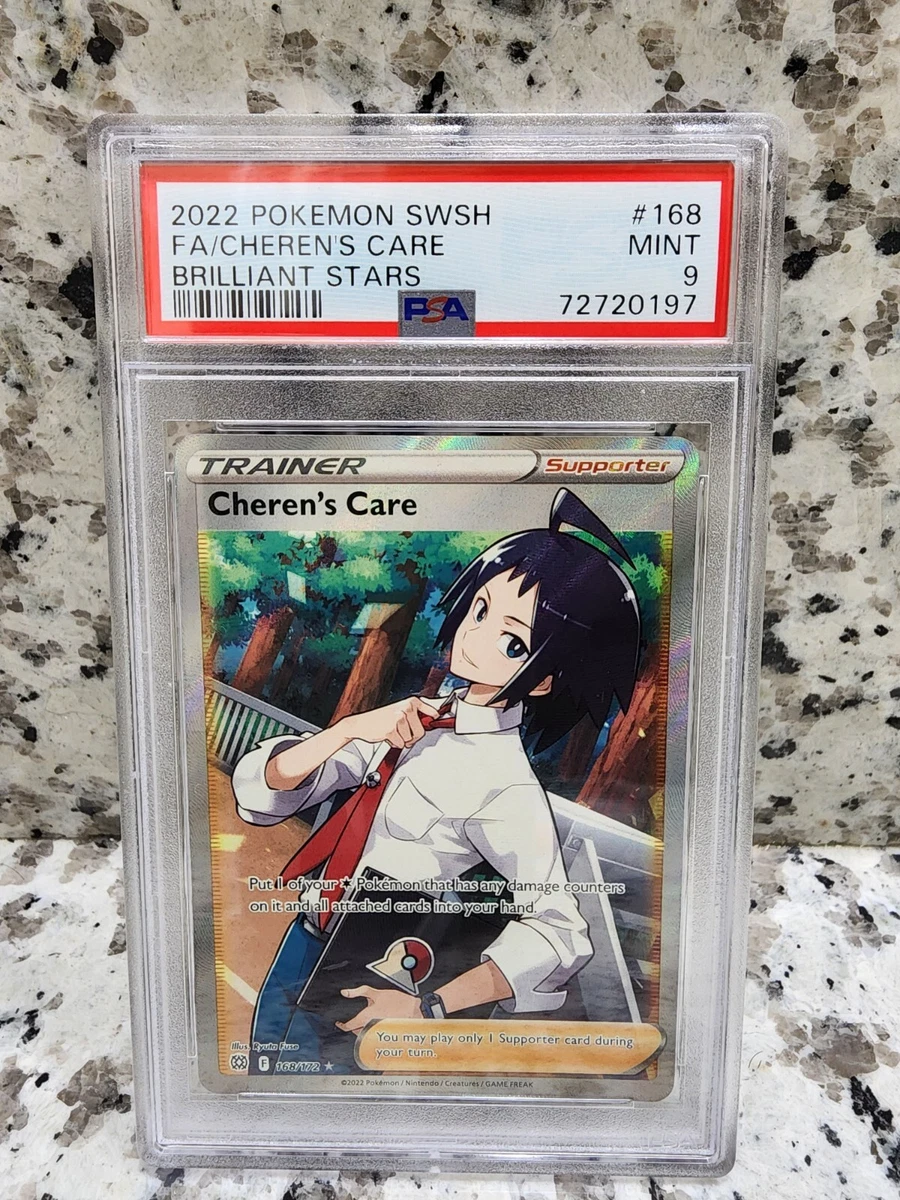 2022 POKEMON SWSH #168
FA/CHEREN'S CARE MINT
BRILLIANT STARS 9
PSA 72720197
TRAINER Supporter
Cheren's Care
Put 1 of your Pokémon that has any damage counters
on it and all attached cards into your hand.
You may play only 1 Supporter card during
your turn.
Illus. Ryuta Fuse
F 168/172 ★
©2022 Pokémon / Nintendo / Creatures / GAME FREAK